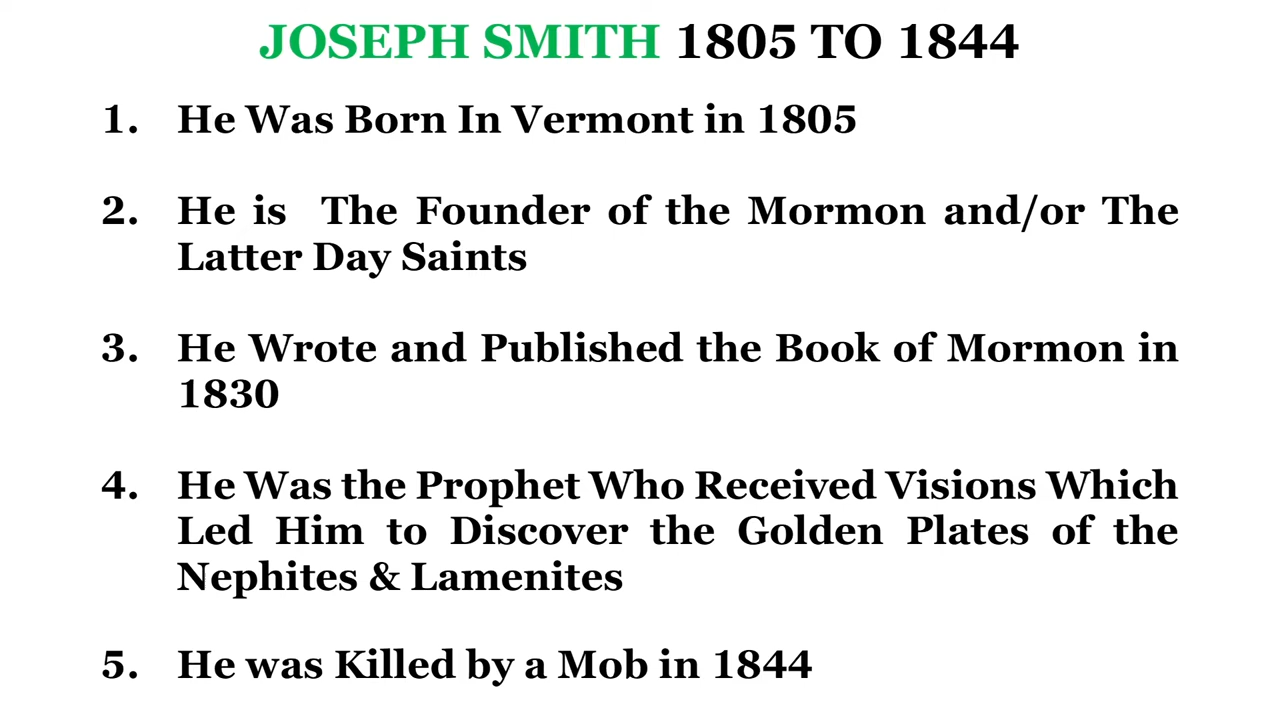 JOSEPH SMITH 1805 TO 1844
1. He Was Born In Vermont in 1805
2. He is The Founder of the Mormon and/or The
Latter Day Saints
3. He Wrote and Published the Book of Mormon in
1830
4. He Was the Prophet Who Received Visions Which
Led Him to Discover the Golden Plates of the
Nephites & Lamenites
5. He was Killed by a Mob in 1844